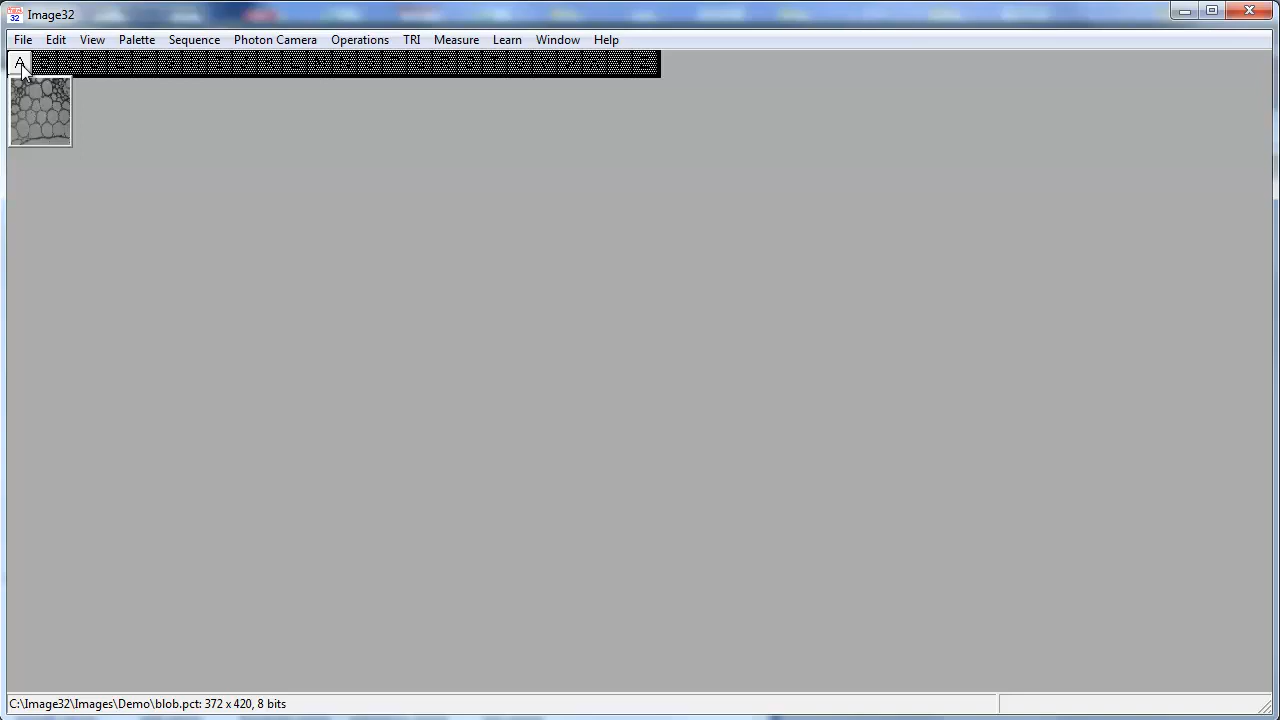 Image32
File Edit View Palette Sequence Photon Camera Operations TRI Measure Learn Window Help
A
C:\Image32\Images\Demo\blob.pct: 372 x 420, 8 bits